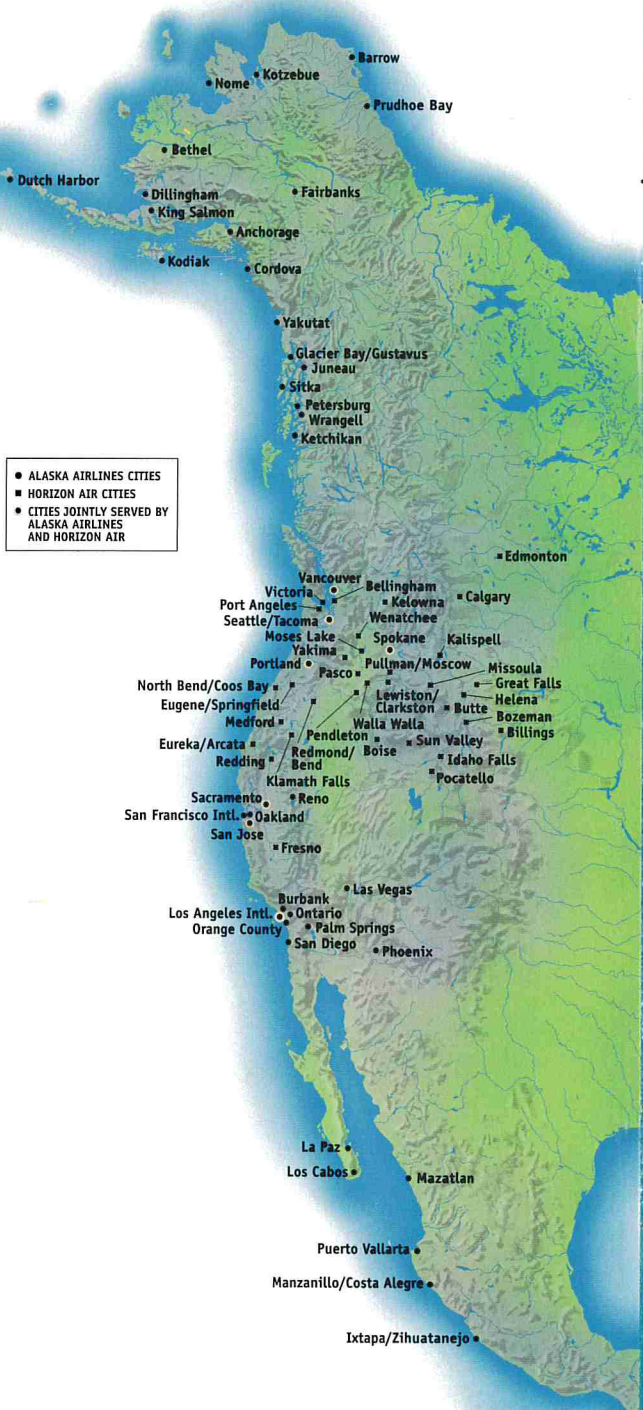 Barrow
Kotzebue
Nome
Prudhoe Bay
Bethel
Dutch Harbor
Dillingham
Fairbanks
King Salmon
Anchorage
Kodiak
Cordova
Yakutat
Glacier Bay/Gustavus
Juneau
Sitka
Petersburg
Wrangell
Ketchikan
ALASKA AIRLINES CITIES
HORIZON AIR CITIES
CITIES JOINTLY SERVED BY
ALASKA AIRLINES
AND HORIZON AIR
Edmonton
Vancouver
Bellingham
Victoria
Kelowna
Calgary
Port Angeles
Wenatchee
Seattle/Tacoma
Moses Lake
Spokane
Kalispell
Yakima
Portland
Pullman/Moscow
Missoula
Pasco
North Bend/Coos Bay
Great Falls
Lewiston/
Clarkston
Helena
Eugene/Springfield
Butte
Walla Walla
Bozeman
Medford
Billings
Pendleton
Eureka/Arcata
Sun Valley
Redmond/
Bend
Boise
Redding
Idaho Falls
Klamath Falls
Pocatello
Sacramento
Reno
San Francisco Intl.
Oakland
San Jose
Fresno
Las Vegas
Burbank
Los Angeles Intl.
Ontario
Orange County
Palm Springs
San Diego
Phoenix
La Paz
Los Cabos
Mazatlan
Puerto Vallarta
Manzanillo/Costa Alegre
Ixtapa/Zihuatanejo